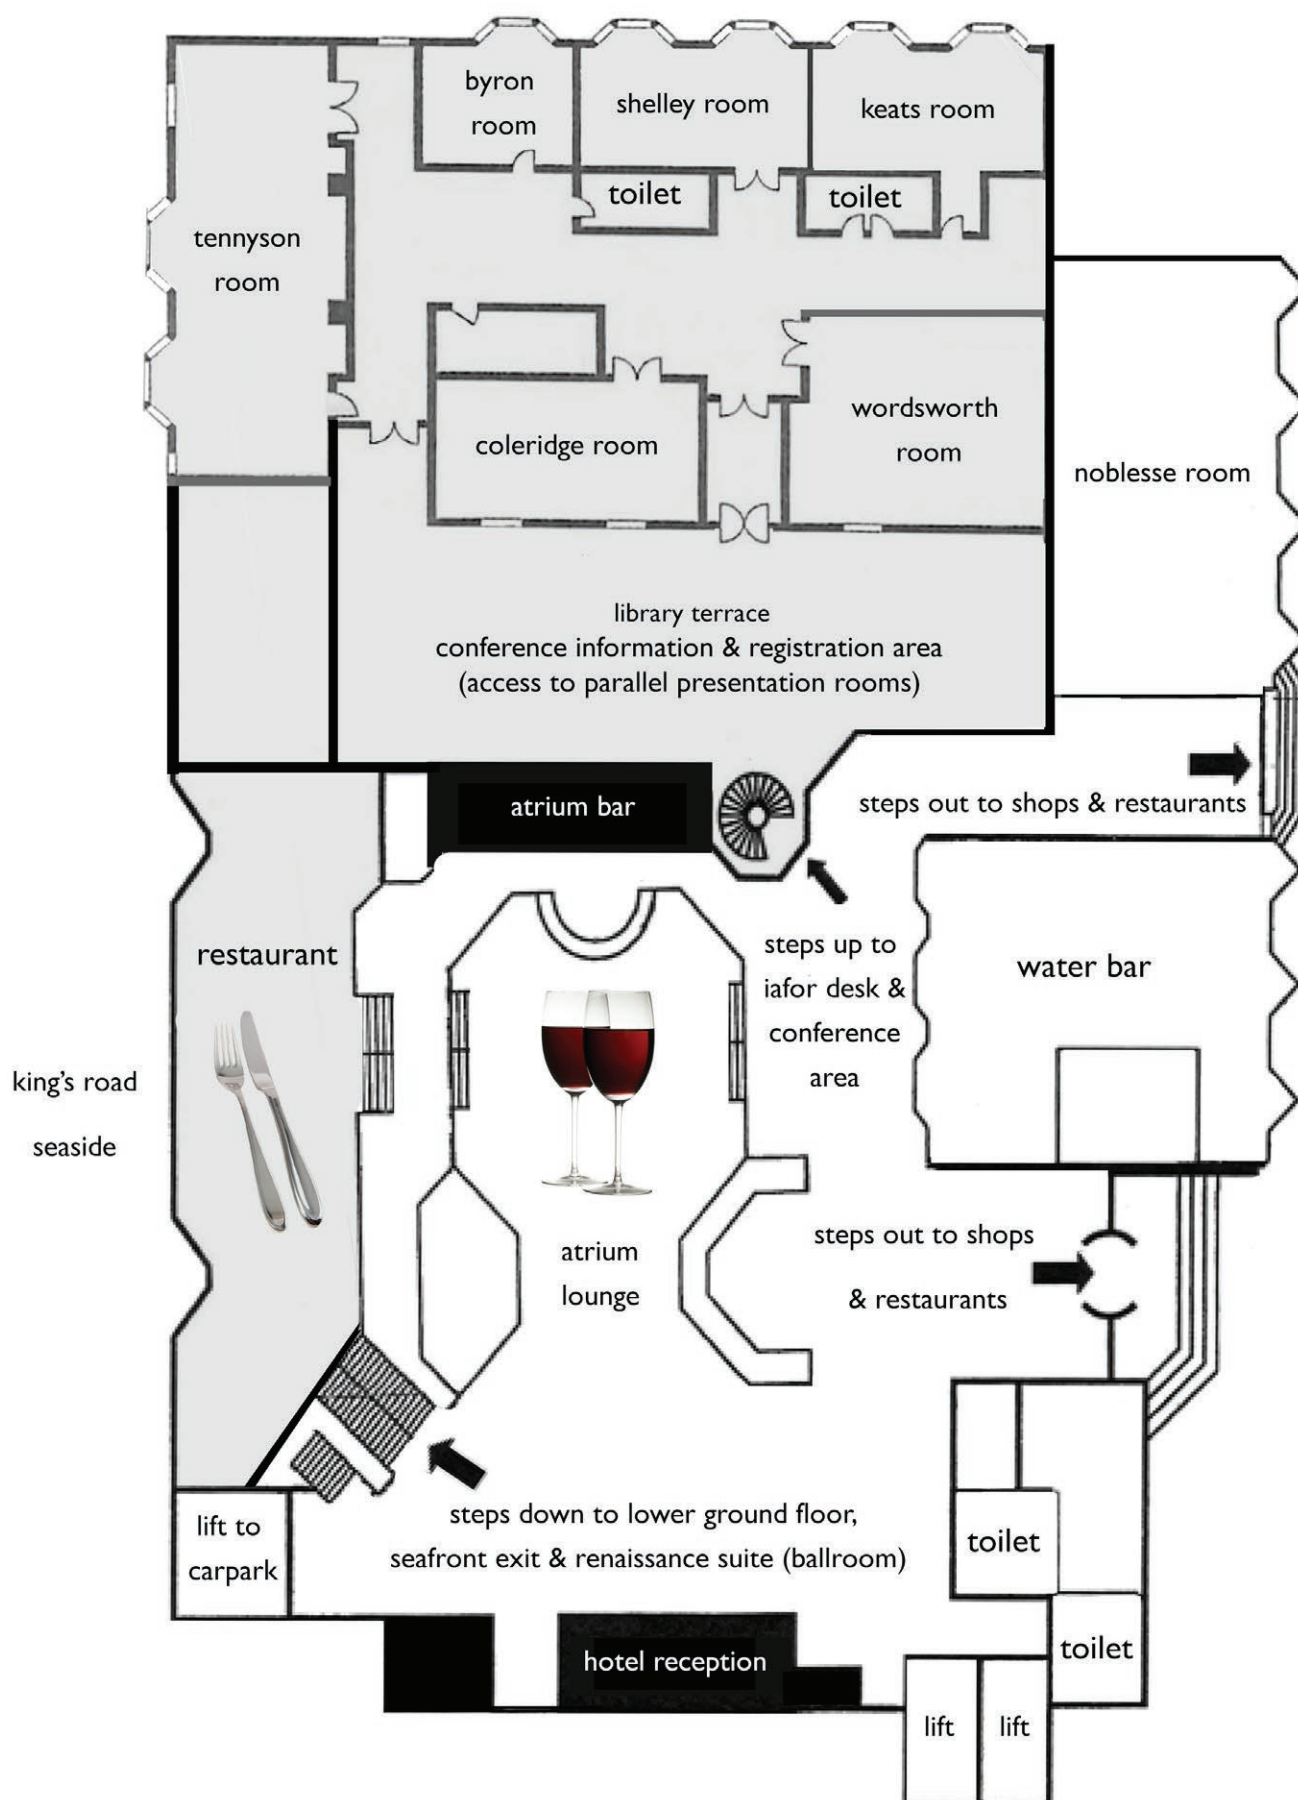 byron
room
shelley room
keats room
toilet
toilet
tennyson
room
coleridge room
wordsworth
room
noblesse room
library terrace
conference information & registration area
(access to parallel presentation rooms)
atrium bar
steps out to shops & restaurants
restaurant
steps up to
iafor desk &
conference
area
water bar
king's road
seaside
atrium
lounge
steps out to shops
& restaurants
steps down to lower ground floor,
seafront exit & renaissance suite (ballroom)
lift to
carpark
toilet
hotel reception
toilet
lift
lift